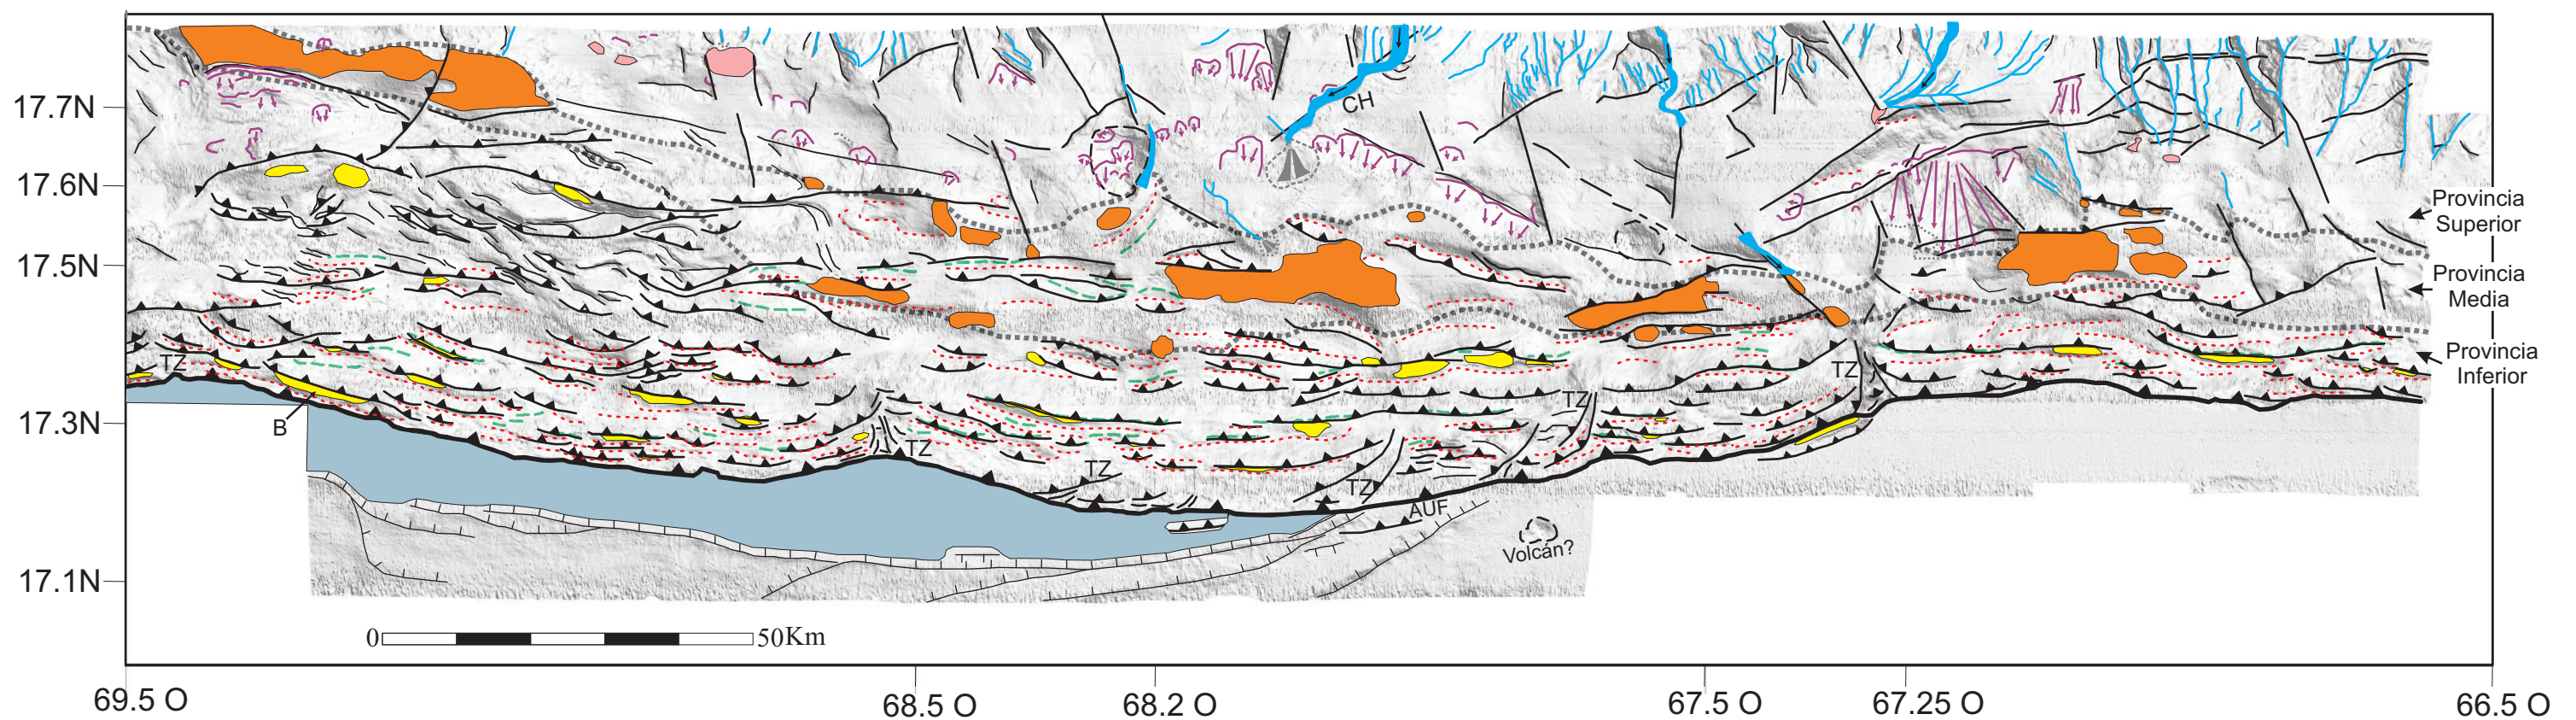 CH
17.7N
17.6N
Provincia
Superior
17.5N
Provincia
Media
Provincia
Inferior
TZ
TZ
TZ
17.3N
B
TZ
TZ
TZ
AUF
Volcán?
17.1N
0
50Km
69.5 O
68.5 O
68.2 O
67.5 O
67.25 O
66.5 O